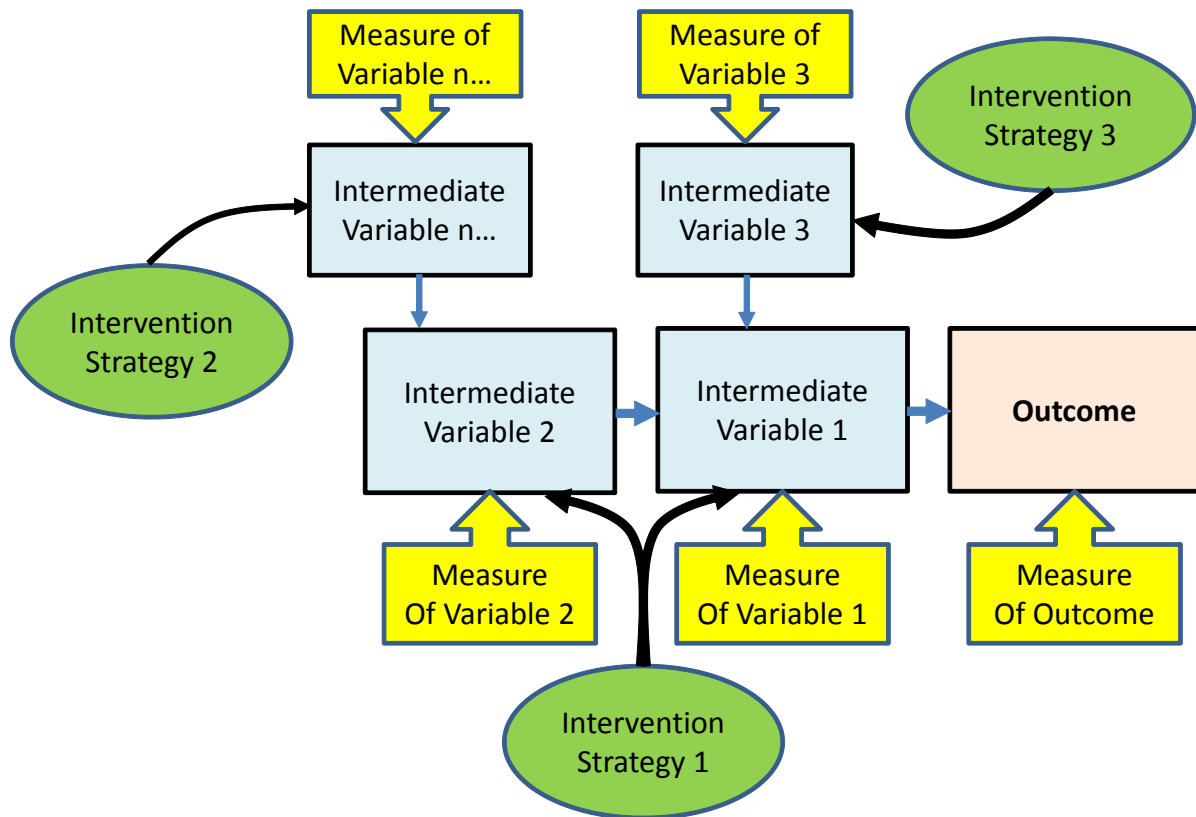 Measure of
Variable n...
Measure of
Variable 3
Intervention
Strategy 3
Intermediate
Variable n...
Intermediate
Variable 3
Intervention
Strategy 2
Intermediate
Variable 2
Intermediate
Variable 1
Outcome
Measure
Of Variable 2
Measure
Of Variable 1
Measure
Of Outcome
Intervention
Strategy 1